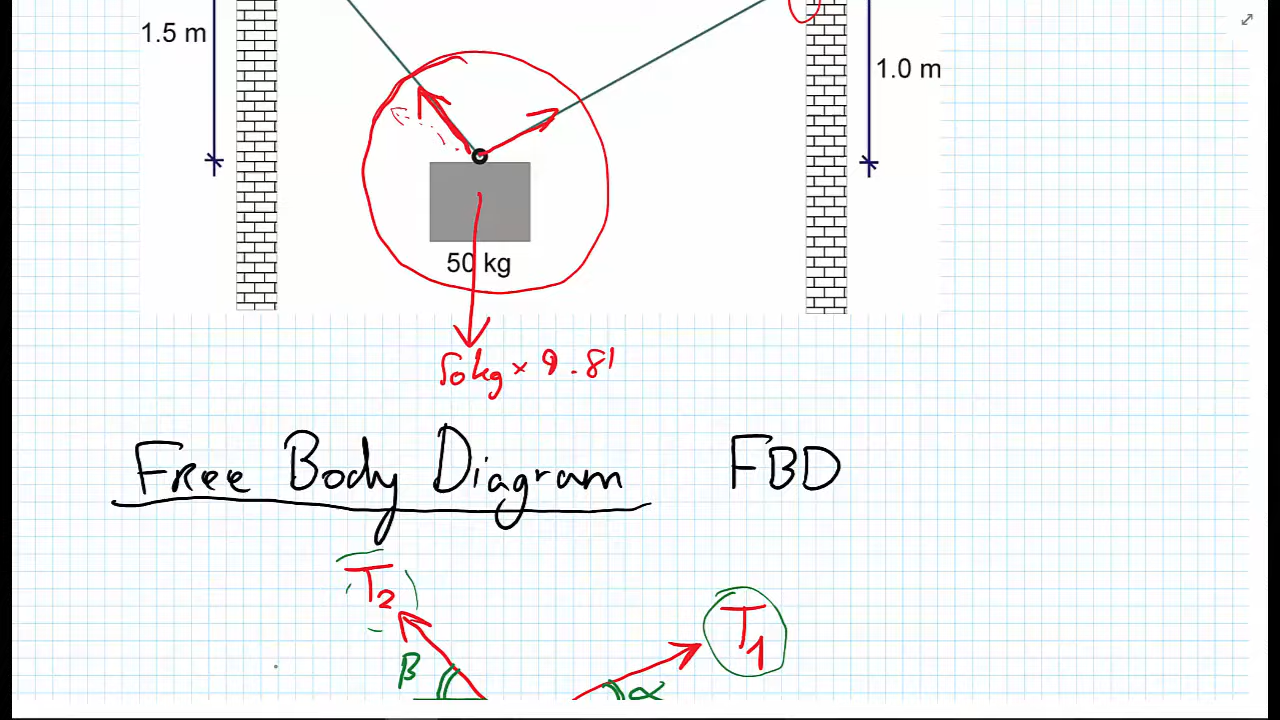 1.5 m
1.0 m
50 kg
50kg × 9.81
Free Body Diagram FBD
T2
T1
β
α